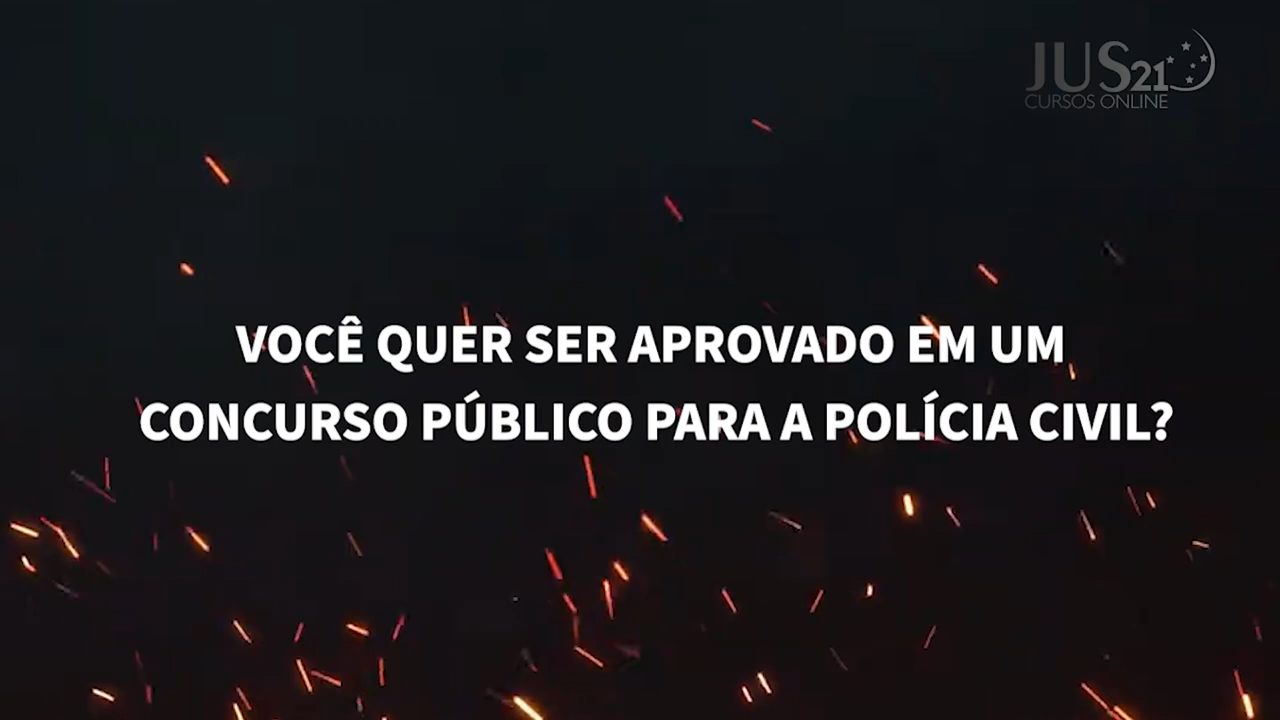 JUS21
CURSOS ONLINE
VOCÊ QUER SER APROVADO EM UM
CONCURSO PÚBLICO PARA A POLÍCIA CIVIL?